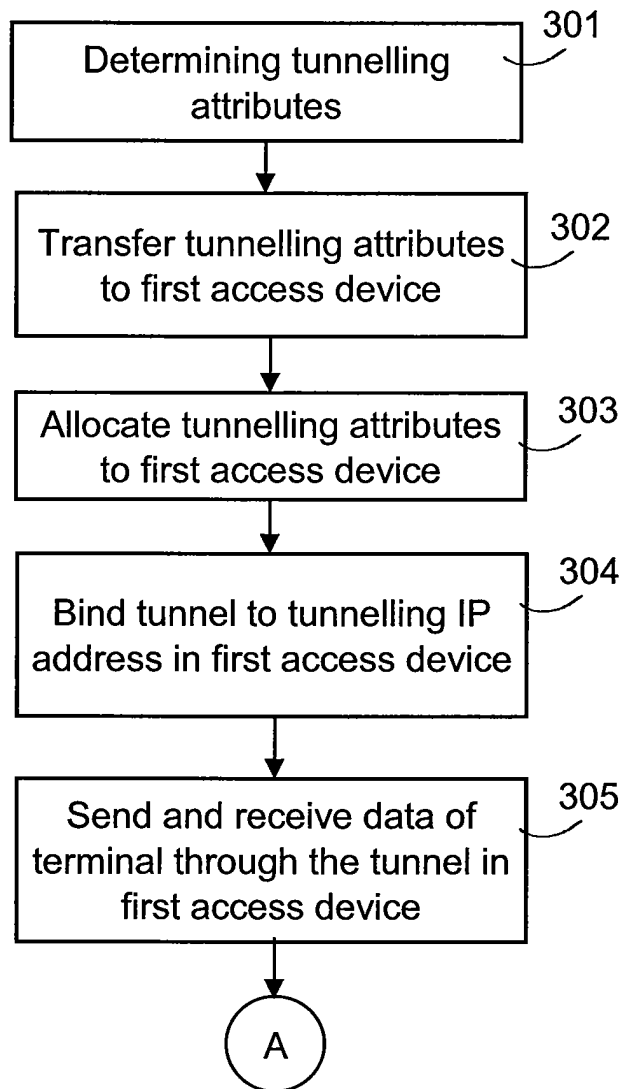 301
Determining tunnelling
attributes
302
Transfer tunnelling attributes
to first access device
303
Allocate tunnelling attributes
to first access device
304
Bind tunnel to tunnelling IP
address in first access device
305
Send and receive data of
terminal through the tunnel in
first access device
A